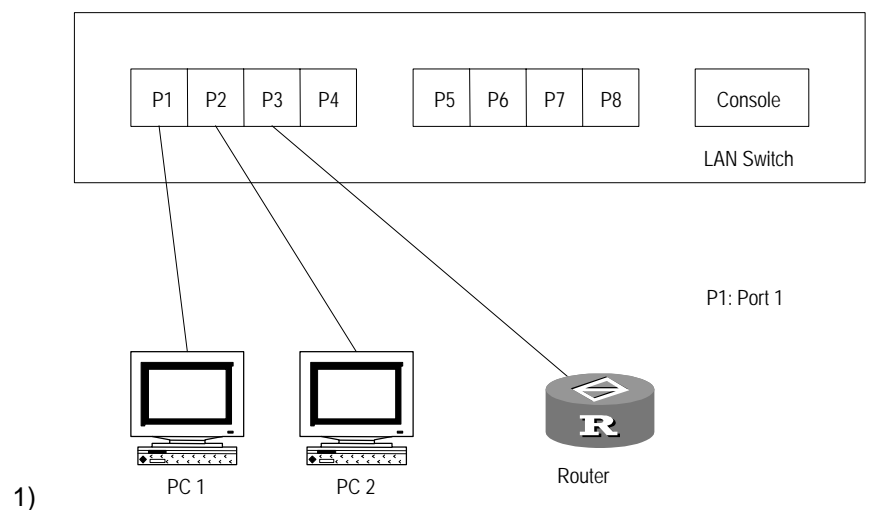 P1 P2 P3 P4 P5 P6 P7 P8 Console
LAN Switch
P1: Port 1
R
Router
PC 1 PC 2
1)